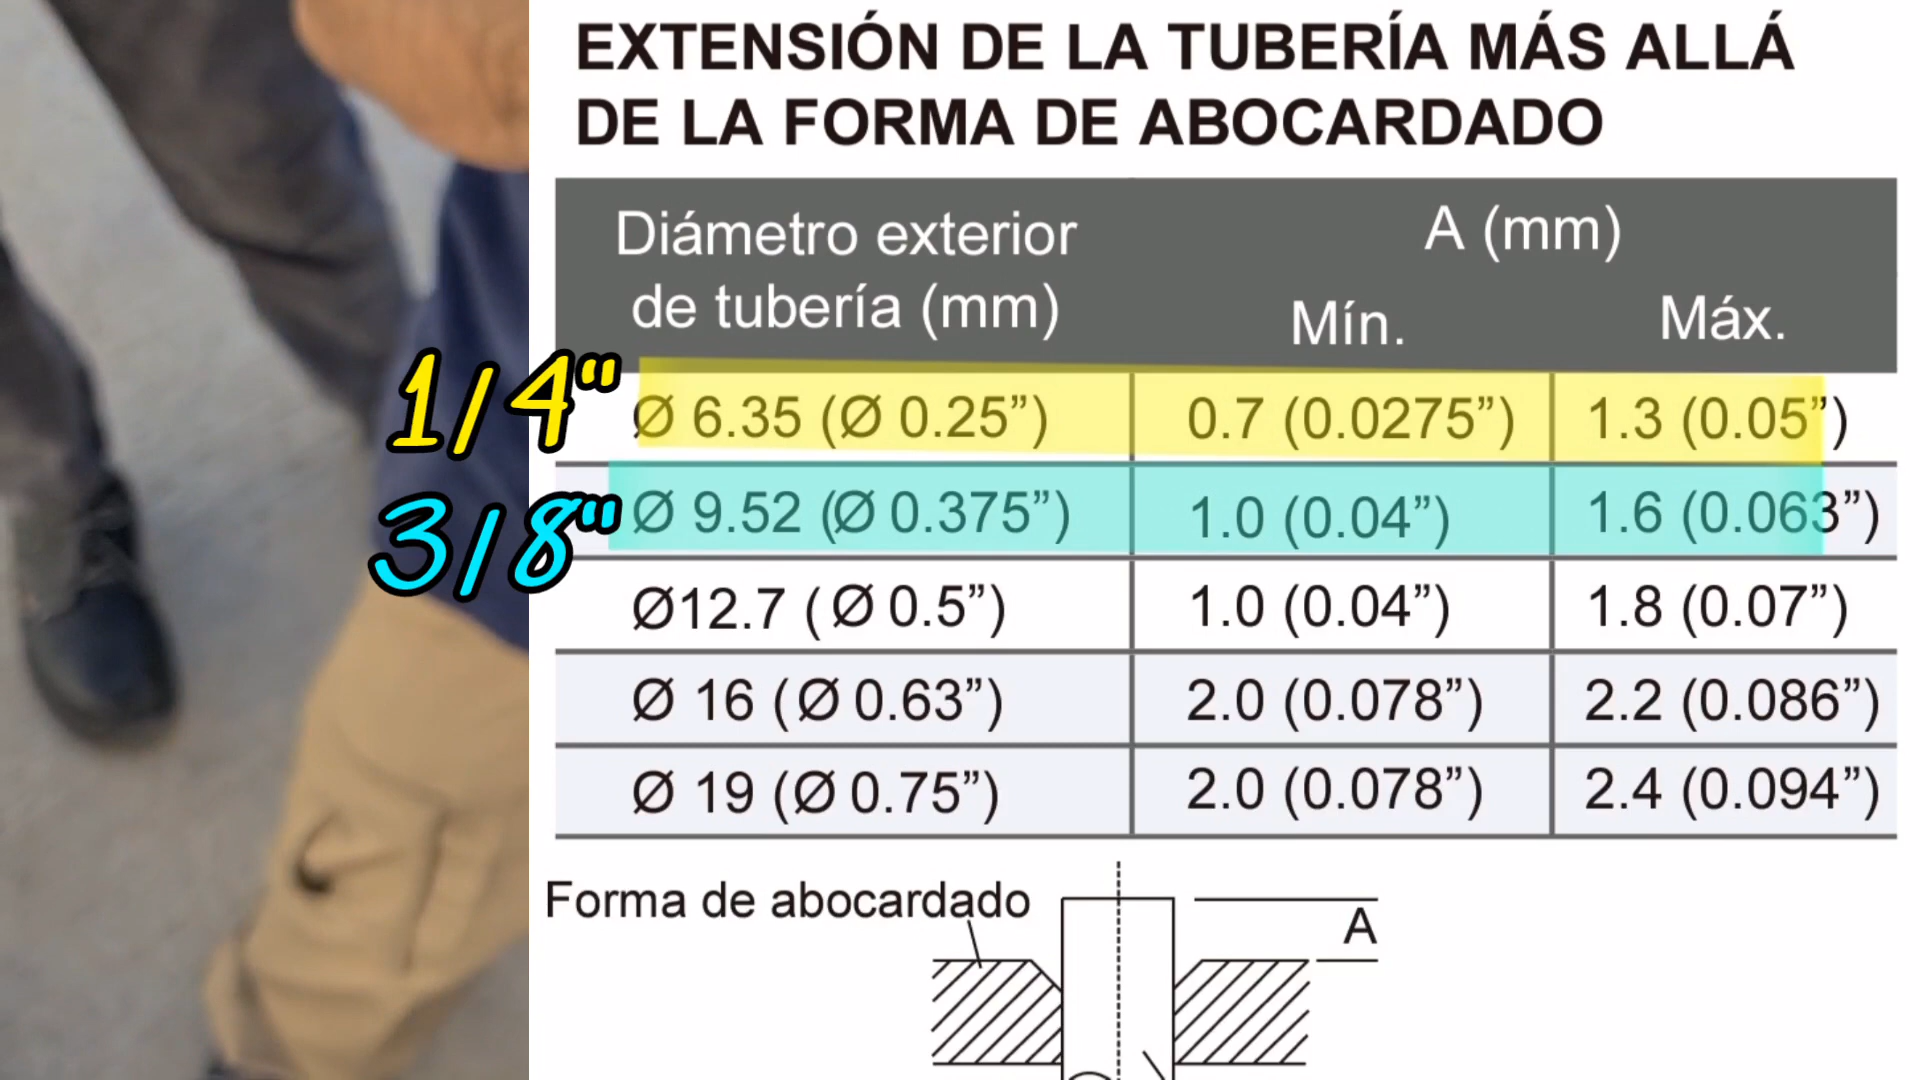 EXTENSIÓN DE LA TUBERÍA MÁS ALLÁ
DE LA FORMA DE ABOCARDADO
Diámetro exterior
de tubería (mm)
A (mm)
Mín.
Máx.
1/4"
Ø 6.35 (Ø 0.25”) 0.7 (0.0275”) 1.3 (0.05”)
3/8"
Ø 9.52 (Ø 0.375”) 1.0 (0.04”) 1.6 (0.063”)
Ø12.7 ( Ø 0.5”) 1.0 (0.04”) 1.8 (0.07”)
Ø 16 ( Ø 0.63”) 2.0 (0.078”) 2.2 (0.086”)
Ø 19 (Ø 0.75”) 2.0 (0.078”) 2.4 (0.094”)
Forma de abocardado
A